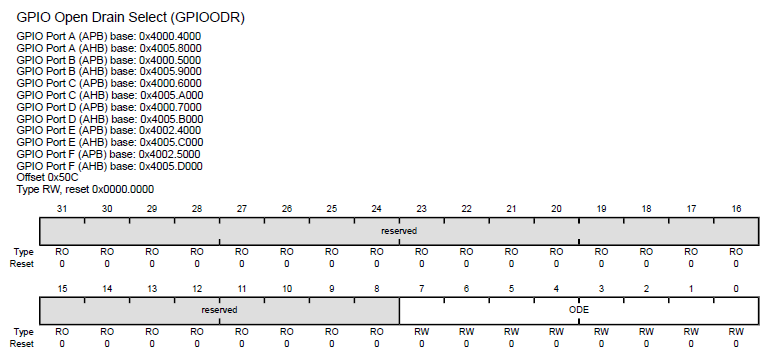 GPIO Open Drain Select (GPIOODR)
GPIO Port A (APB) base: 0x4000.4000
GPIO Port A (AHB) base: 0x4005.8000
GPIO Port B (APB) base: 0x4000.5000
GPIO Port B (AHB) base: 0x4005.9000
GPIO Port C (APB) base: 0x4000.6000
GPIO Port C (AHB) base: 0x4005.A000
GPIO Port D (APB) base: 0x4000.7000
GPIO Port D (AHB) base: 0x4005.B000
GPIO Port E (APB) base: 0x4002.4000
GPIO Port E (AHB) base: 0x4005.C000
GPIO Port F (APB) base: 0x4002.5000
GPIO Port F (AHB) base: 0x4005.D000
Offset 0x50C
Type RW, reset 0x0000.0000
31 30 29 28 27 26 25 24 23 22 21 20 19 18 17 16
reserved
Type RO RO RO RO RO RO RO RO RO RO RO RO RO RO RO RO
Reset 0 0 0 0 0 0 0 0 0 0 0 0 0 0 0 0
15 14 13 12 11 10 9 8 7 6 5 4 3 2 1 0
reserved ODE
Type RO RO RO RO RO RO RO RO RW RW RW RW RW RW RW RW
Reset 0 0 0 0 0 0 0 0 0 0 0 0 0 0 0 0